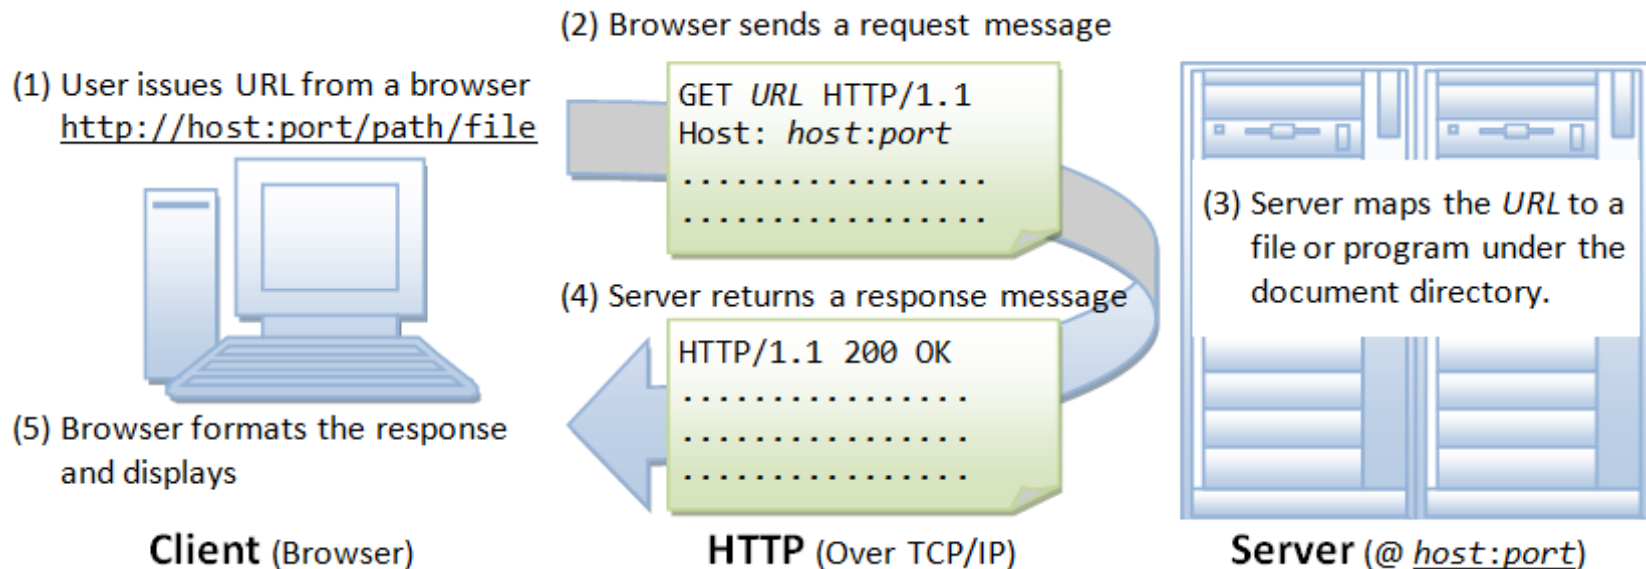 (2) Browser sends a request message
(1) User issues URL from a browser
http://host:port/path/file
GET URL HTTP/1.1
Host: host:port
..................
..................
(3) Server maps the URL to a
file or program under the
document directory.
(4) Server returns a response message
HTTP/1.1 200 OK
................
................
................
(5) Browser formats the response
and displays
Client (Browser)
HTTP (Over TCP/IP)
Server (@ host:port)